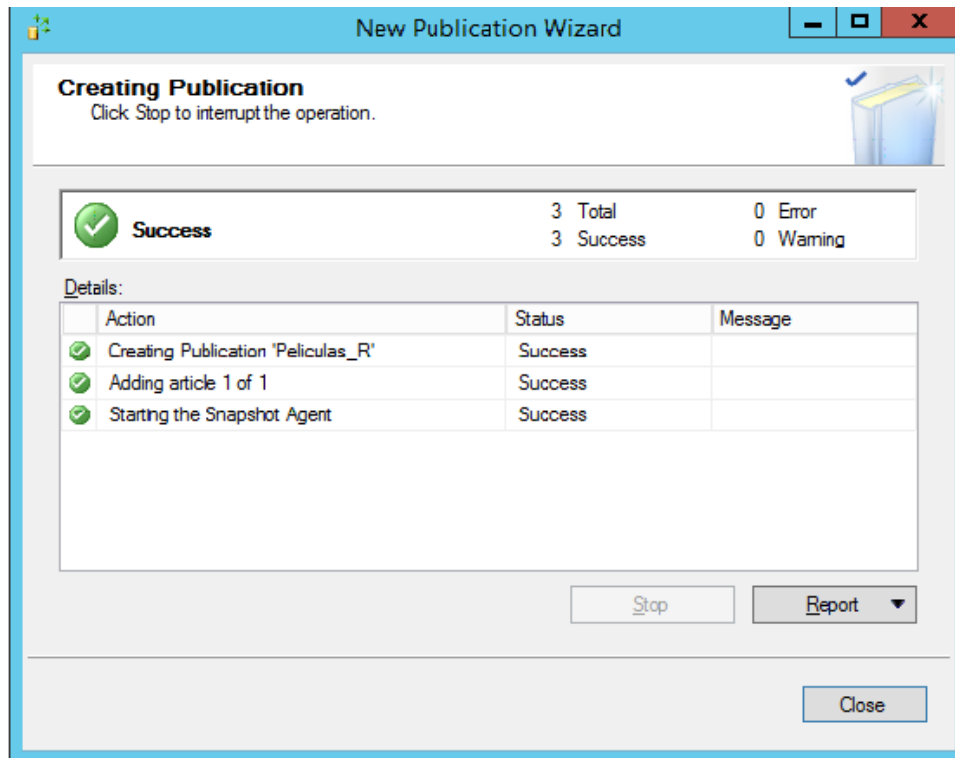 New Publication Wizard
Creating Publication
Click Stop to interrupt the operation.
Success
3 Total 0 Error
3 Success 0 Warning
Details:
Action Status Message
Creating Publication 'Peliculas_R' Success
Adding article 1 of 1 Success
Starting the Snapshot Agent Success
Stop Report
Close